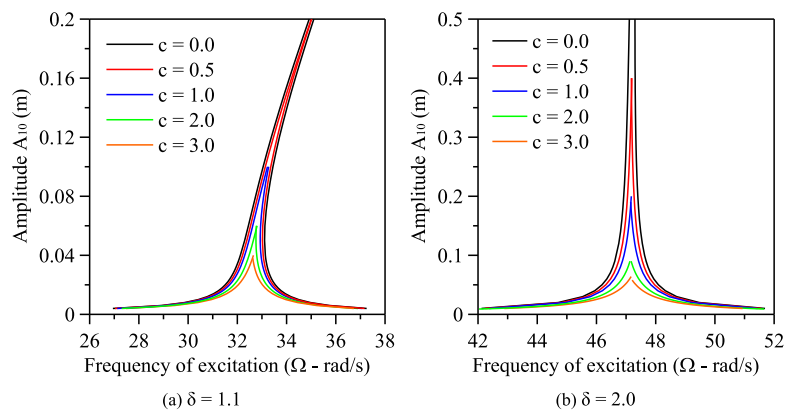 0.2
0.16
0.12
0.08
0.04
0
Amplitude A₁₀ (m)
c = 0.0
c = 0.5
c = 1.0
c = 2.0
c = 3.0
26 28 30 32 34 36 38
Frequency of excitation (Ω - rad/s)
(a) δ = 1.1
0.5
0.4
0.3
0.2
0.1
0
Amplitude A₁₀ (m)
c = 0.0
c = 0.5
c = 1.0
c = 2.0
c = 3.0
42 44 46 48 50 52
Frequency of excitation (Ω - rad/s)
(b) δ = 2.0